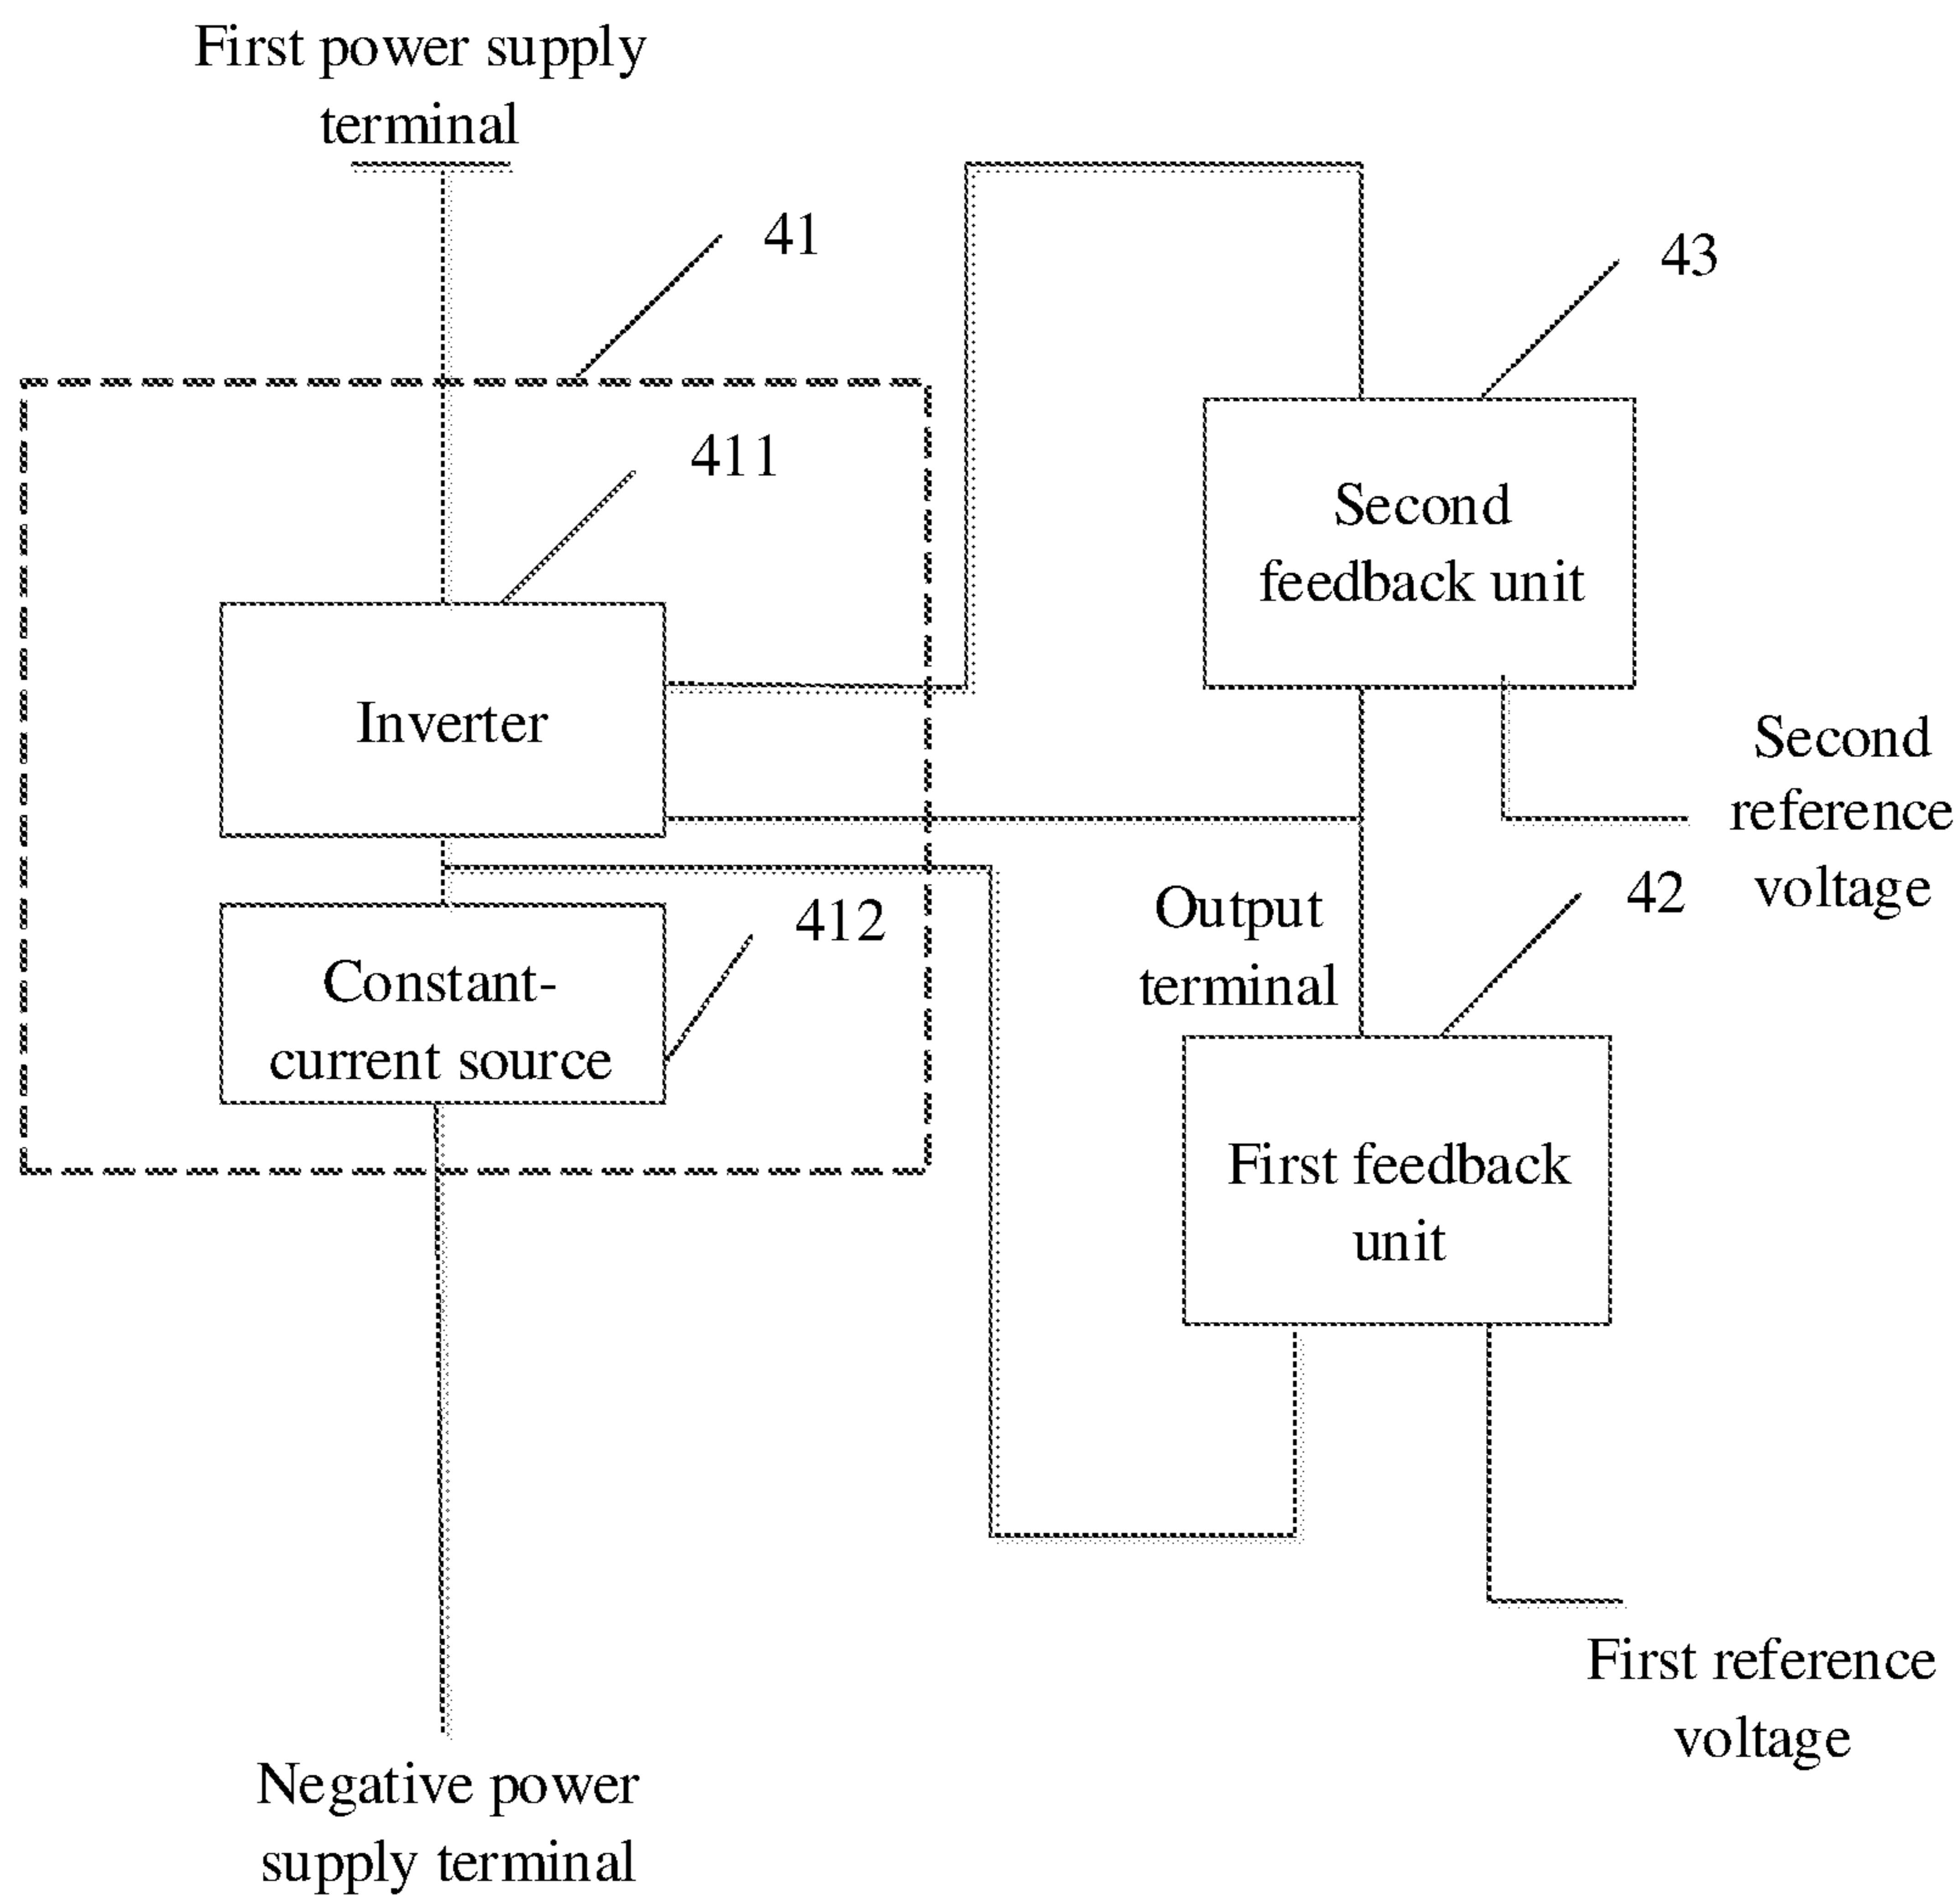 First power supply
terminal
41
43
411
Second
feedback unit
Inverter
Second
reference
voltage
412
Output
terminal
42
Constant-
current source
First feedback
unit
First reference
voltage
Negative power
supply terminal